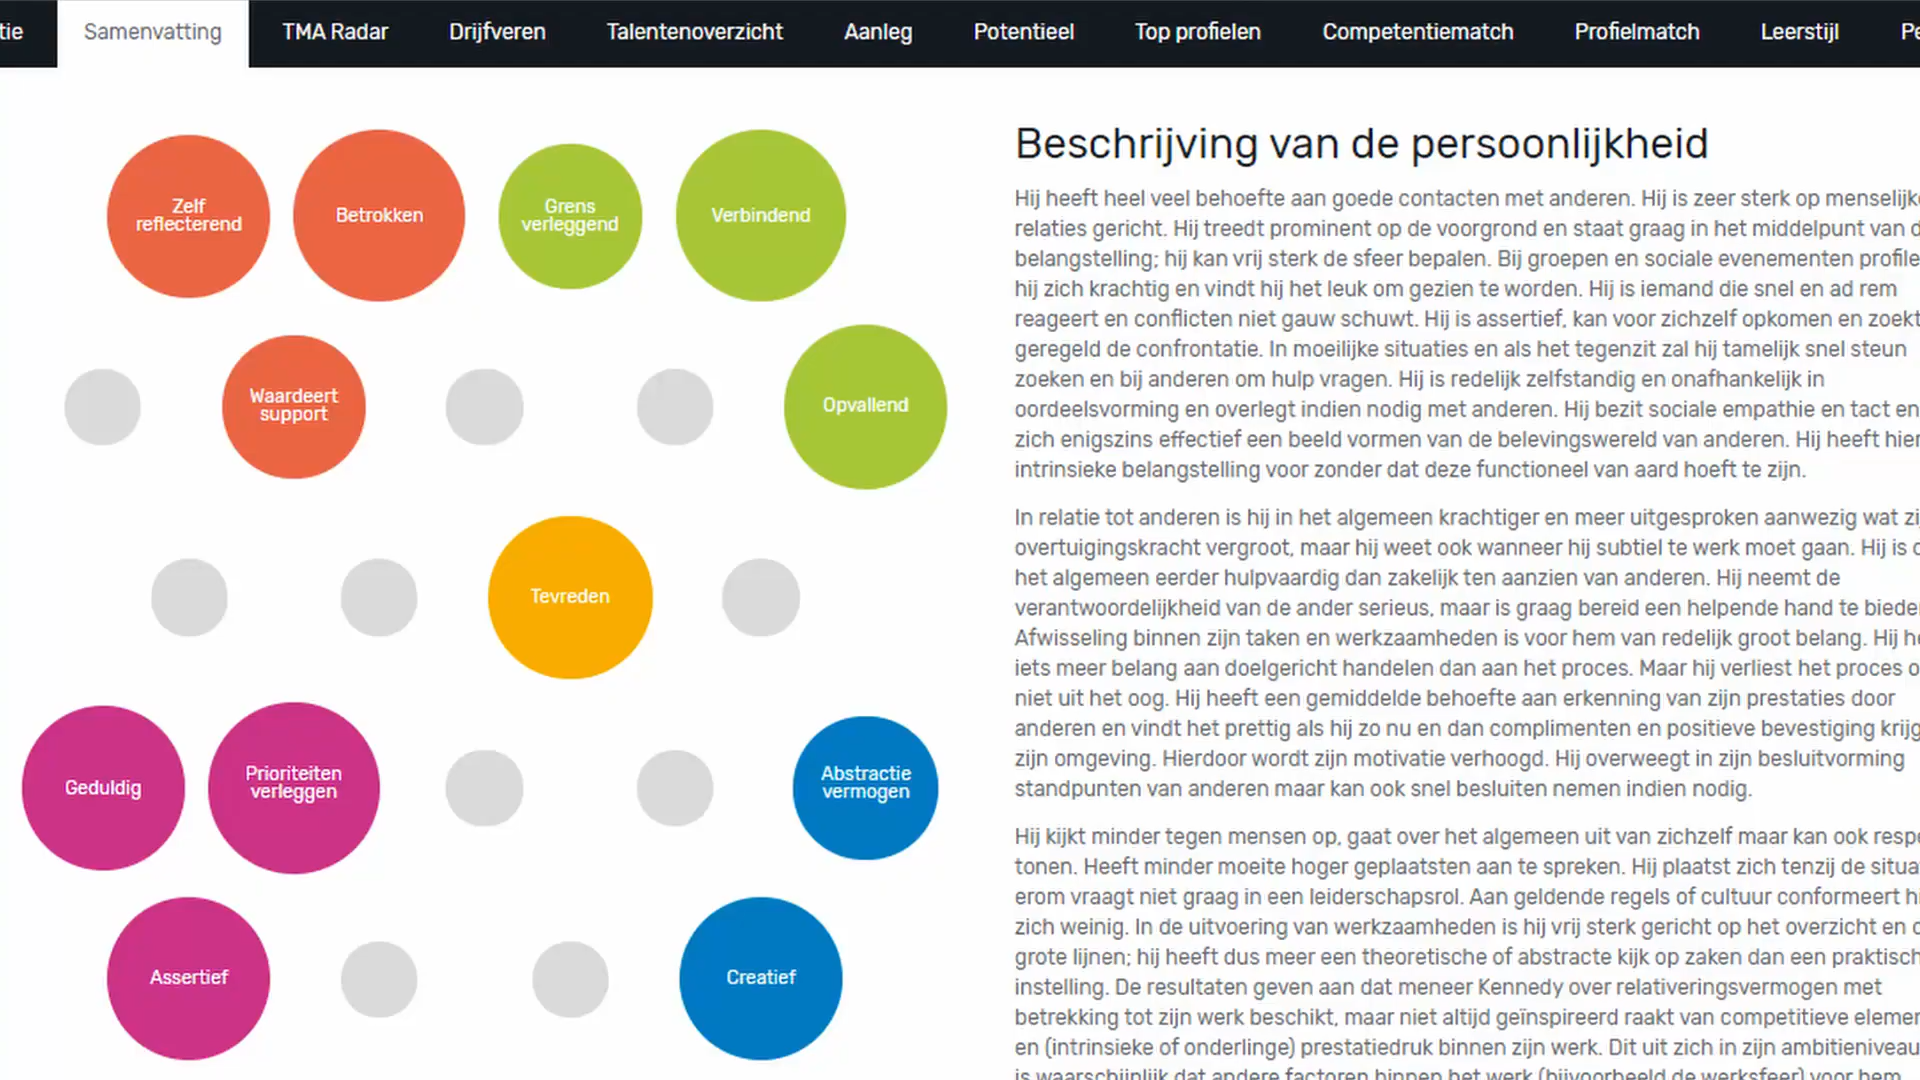 tie Samenvatting TMA Radar Drijfveren Talentenoverzicht Aanleg Potentieel Top profielen Competentiematch Profielmatch Leerstijl Pe
Zelf
reflecterend
Betrokken
Grens
verleggend
Verbindend
Waardeert
support
Opvallend
Tevreden
Geduldig
Prioriteiten
verleggen
Abstractie
vermogen
Assertief
Creatief
Beschrijving van de persoonlijkheid
Hij heeft heel veel behoefte aan goede contacten met anderen. Hij is zeer sterk op menselijke
relaties gericht. Hij treedt prominent op de voorgrond en staat graag in het middelpunt van d
belangstelling; hij kan vrij sterk de sfeer bepalen. Bij groepen en sociale evenementen profile
hij zich krachtig en vindt hij het leuk om gezien te worden. Hij is iemand die snel en ad rem
reageert en conflicten niet gauw schuwt. Hij is assertief, kan voor zichzelf opkomen en zoekt
geregeld de confrontatie. In moeilijke situaties en als het tegenzit zal hij tamelijk snel steun
zoeken en bij anderen om hulp vragen. Hij is redelijk zelfstandig en onafhankelijk in
oordeelsvorming en overlegt indien nodig met anderen. Hij bezit sociale empathie en tact en
zich enigszins effectief een beeld vormen van de belevingswereld van anderen. Hij heeft hier
intrinsieke belangstelling voor zonder dat deze functioneel van aard hoeft te zijn.
In relatie tot anderen is hij in het algemeen krachtiger en meer uitgesproken aanwezig wat zi
overtuigingskracht vergroot, maar hij weet ook wanneer hij subtiel te werk moet gaan. Hij is o
het algemeen eerder hulpvaardig dan zakelijk ten aanzien van anderen. Hij neemt de
verantwoordelijkheid van de ander serieus, maar is graag bereid een helpende hand te bieden
Afwisseling binnen zijn taken en werkzaamheden is voor hem van redelijk groot belang. Hij he
iets meer belang aan doelgericht handelen dan aan het proces. Maar hij verliest het proces o
niet uit het oog. Hij heeft een gemiddelde behoefte aan erkenning van zijn prestaties door
anderen en vindt het prettig als hij zo nu en dan complimenten en positieve bevestiging krijg
zijn omgeving. Hierdoor wordt zijn motivatie verhoogd. Hij overweegt in zijn besluitvorming
standpunten van anderen maar kan ook snel besluiten nemen indien nodig.
Hij kijkt minder tegen mensen op, gaat over het algemeen uit van zichzelf maar kan ook respe
tonen. Heeft minder moeite hoger geplaatsten aan te spreken. Hij plaatst zich tenzij de situa
erom vraagt niet graag in een leiderschapsrol. Aan geldende regels of cultuur conformeert hi
zich weinig. In de uitvoering van werkzaamheden is hij vrij sterk gericht op het overzicht en d
grote lijnen; hij heeft dus meer een theoretische of abstracte kijk op zaken dan een praktisch
instelling. De resultaten geven aan dat meneer Kennedy over relativeringsvermogen met
betrekking tot zijn werk beschikt, maar niet altijd geïnspireerd raakt van competitieve elemen
en (intrinsieke of onderlinge) prestatiedruk binnen zijn werk. Dit uit zich in zijn ambitieniveau
is waarschijnlijk dat andere factoren binnen het werk (bijvoorbeeld de werksfeer) voor hem